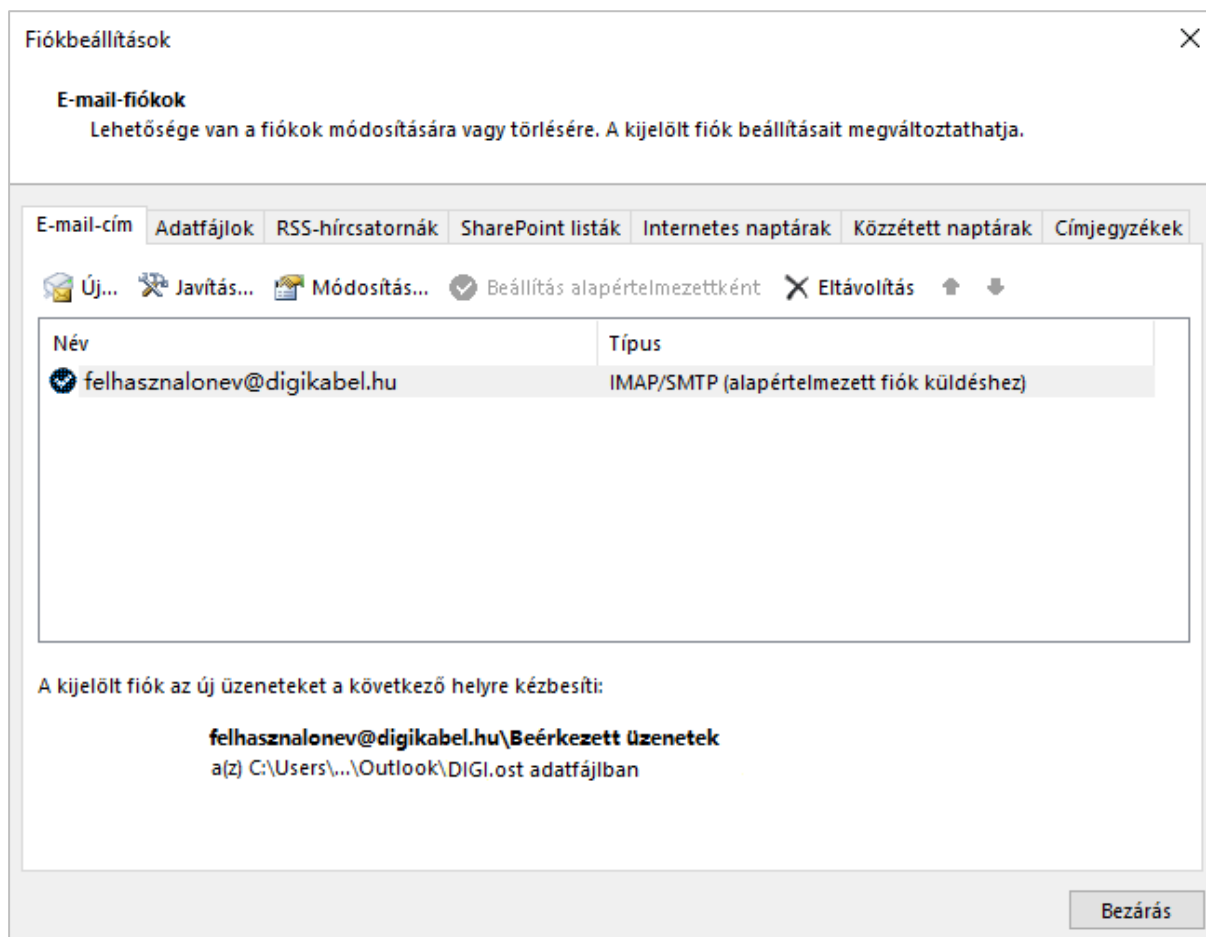 Fiókbeállítások
E-mail-fiókok
Lehetősége van a fiókok módosítására vagy törlésére. A kijelölt fiók beállításait megváltoztathatja.
E-mail-cím Adatfájlok RSS-hírcsatornák SharePoint listák Internetes naptárak Közzétett naptárak Címjegyzékek
Új... Javítás... Módosítás... Beállítás alapértelmezettként Eltávolítás
Név Típus
felhasznalonev@digikabel.hu IMAP/SMTP (alapértelmezett fiók küldéshez)
A kijelölt fiók az új üzeneteket a következő helyre kézbesíti:
felhasznalonev@digikabel.hu\Beérkezett üzenetek
a(z) C:\Users\...\Outlook\DIGI.ost adatfájlban
Bezárás